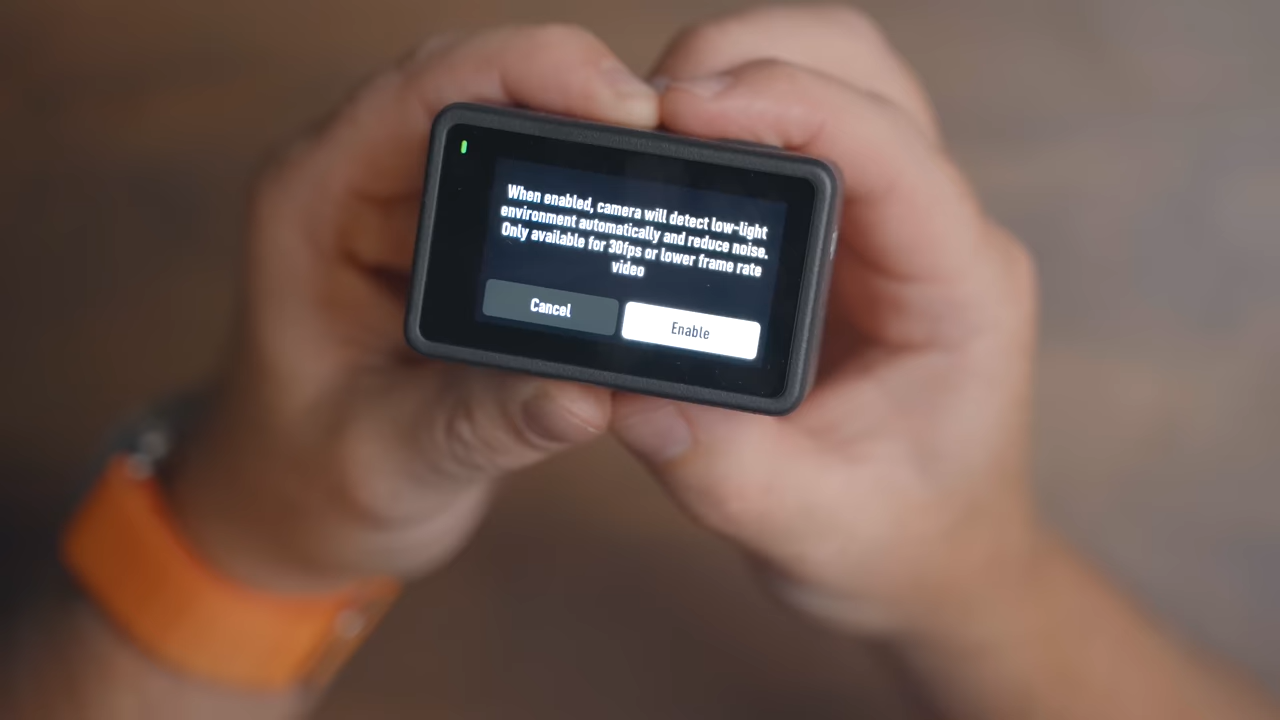 When enabled, camera will detect low-light
environment automatically and reduce noise.
Only available for 30fps or lower frame rate
video
Cancel
Enable